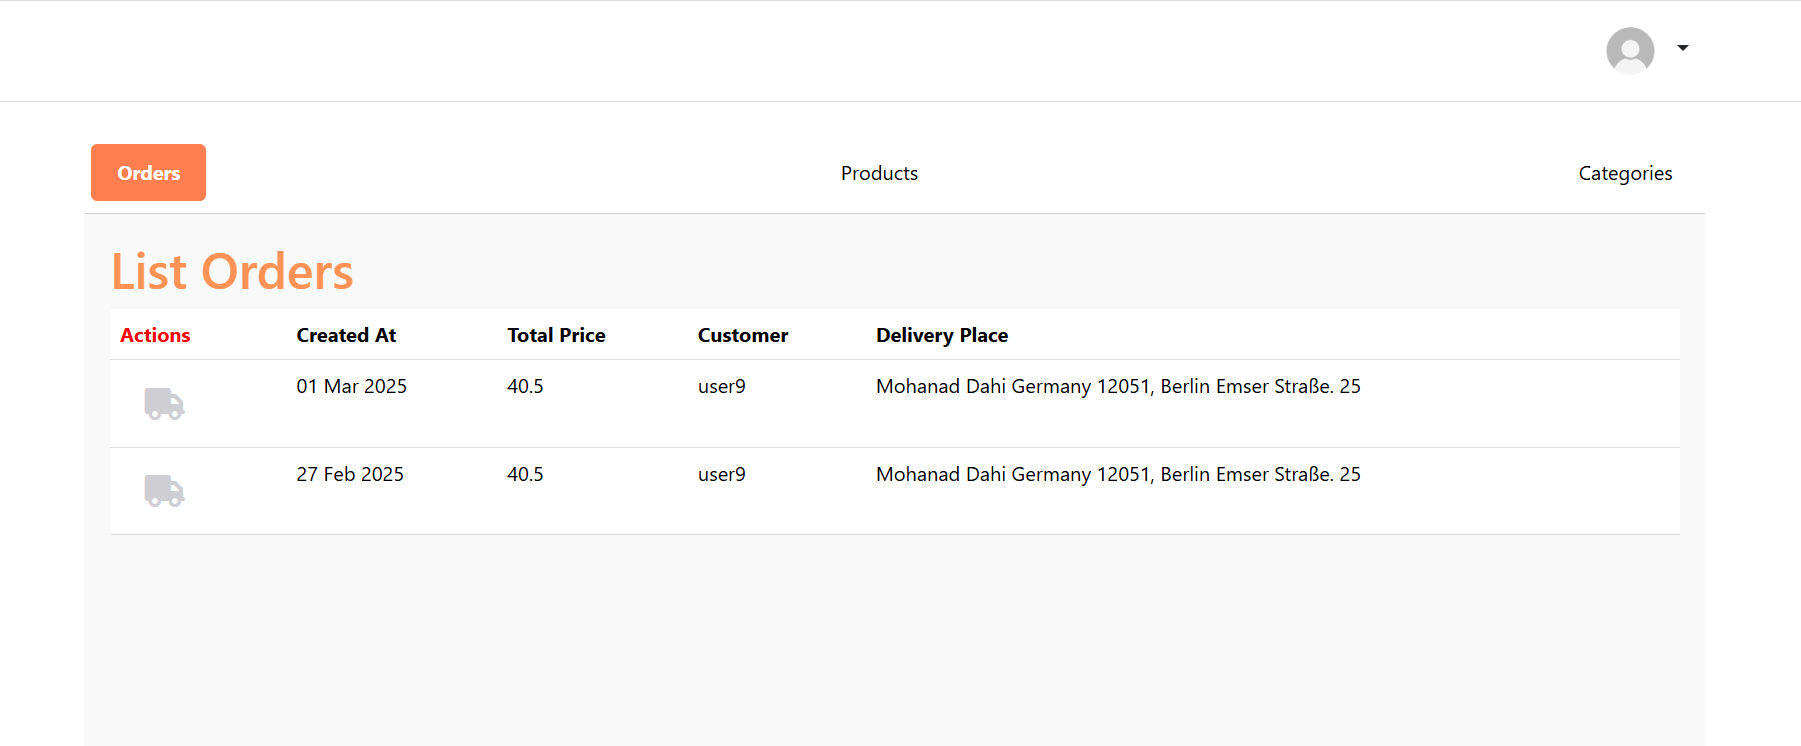 Orders Products Categories
List Orders
Actions Created At Total Price Customer Delivery Place
01 Mar 2025 40.5 user9 Mohanad Dahi Germany 12051, Berlin Emser Straße. 25
27 Feb 2025 40.5 user9 Mohanad Dahi Germany 12051, Berlin Emser Straße. 25